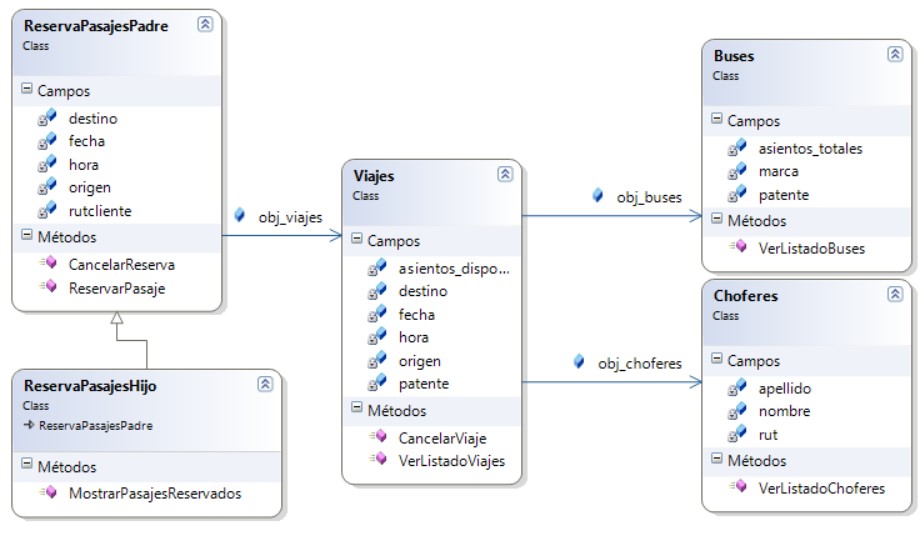 ReservaPasajesPadre
Class
Campos
destino
fecha
hora
origen
rutcliente
Métodos
CancelarReserva
ReservarPasaje
obj_viajes
ReservaPasajesHijo
Class
ReservaPasajesPadre
Métodos
MostrarPasajesReservados
Viajes
Class
Campos
asientos_dispo...
destino
fecha
hora
origen
patente
Métodos
CancelarViaje
VerListadoViajes
obj_buses
obj_choferes
Buses
Class
Campos
asientos_totales
marca
patente
Métodos
VerListadoBuses
Choferes
Class
Campos
apellido
nombre
rut
Métodos
VerListadoChoferes